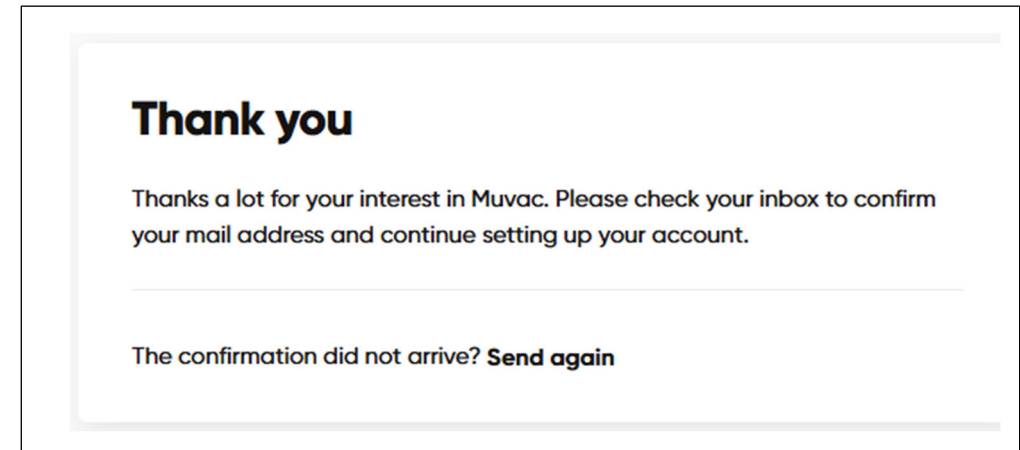 Thank you
Thanks a lot for your interest in Muvac. Please check your inbox to confirm
your mail address and continue setting up your account.
The confirmation did not arrive? Send again